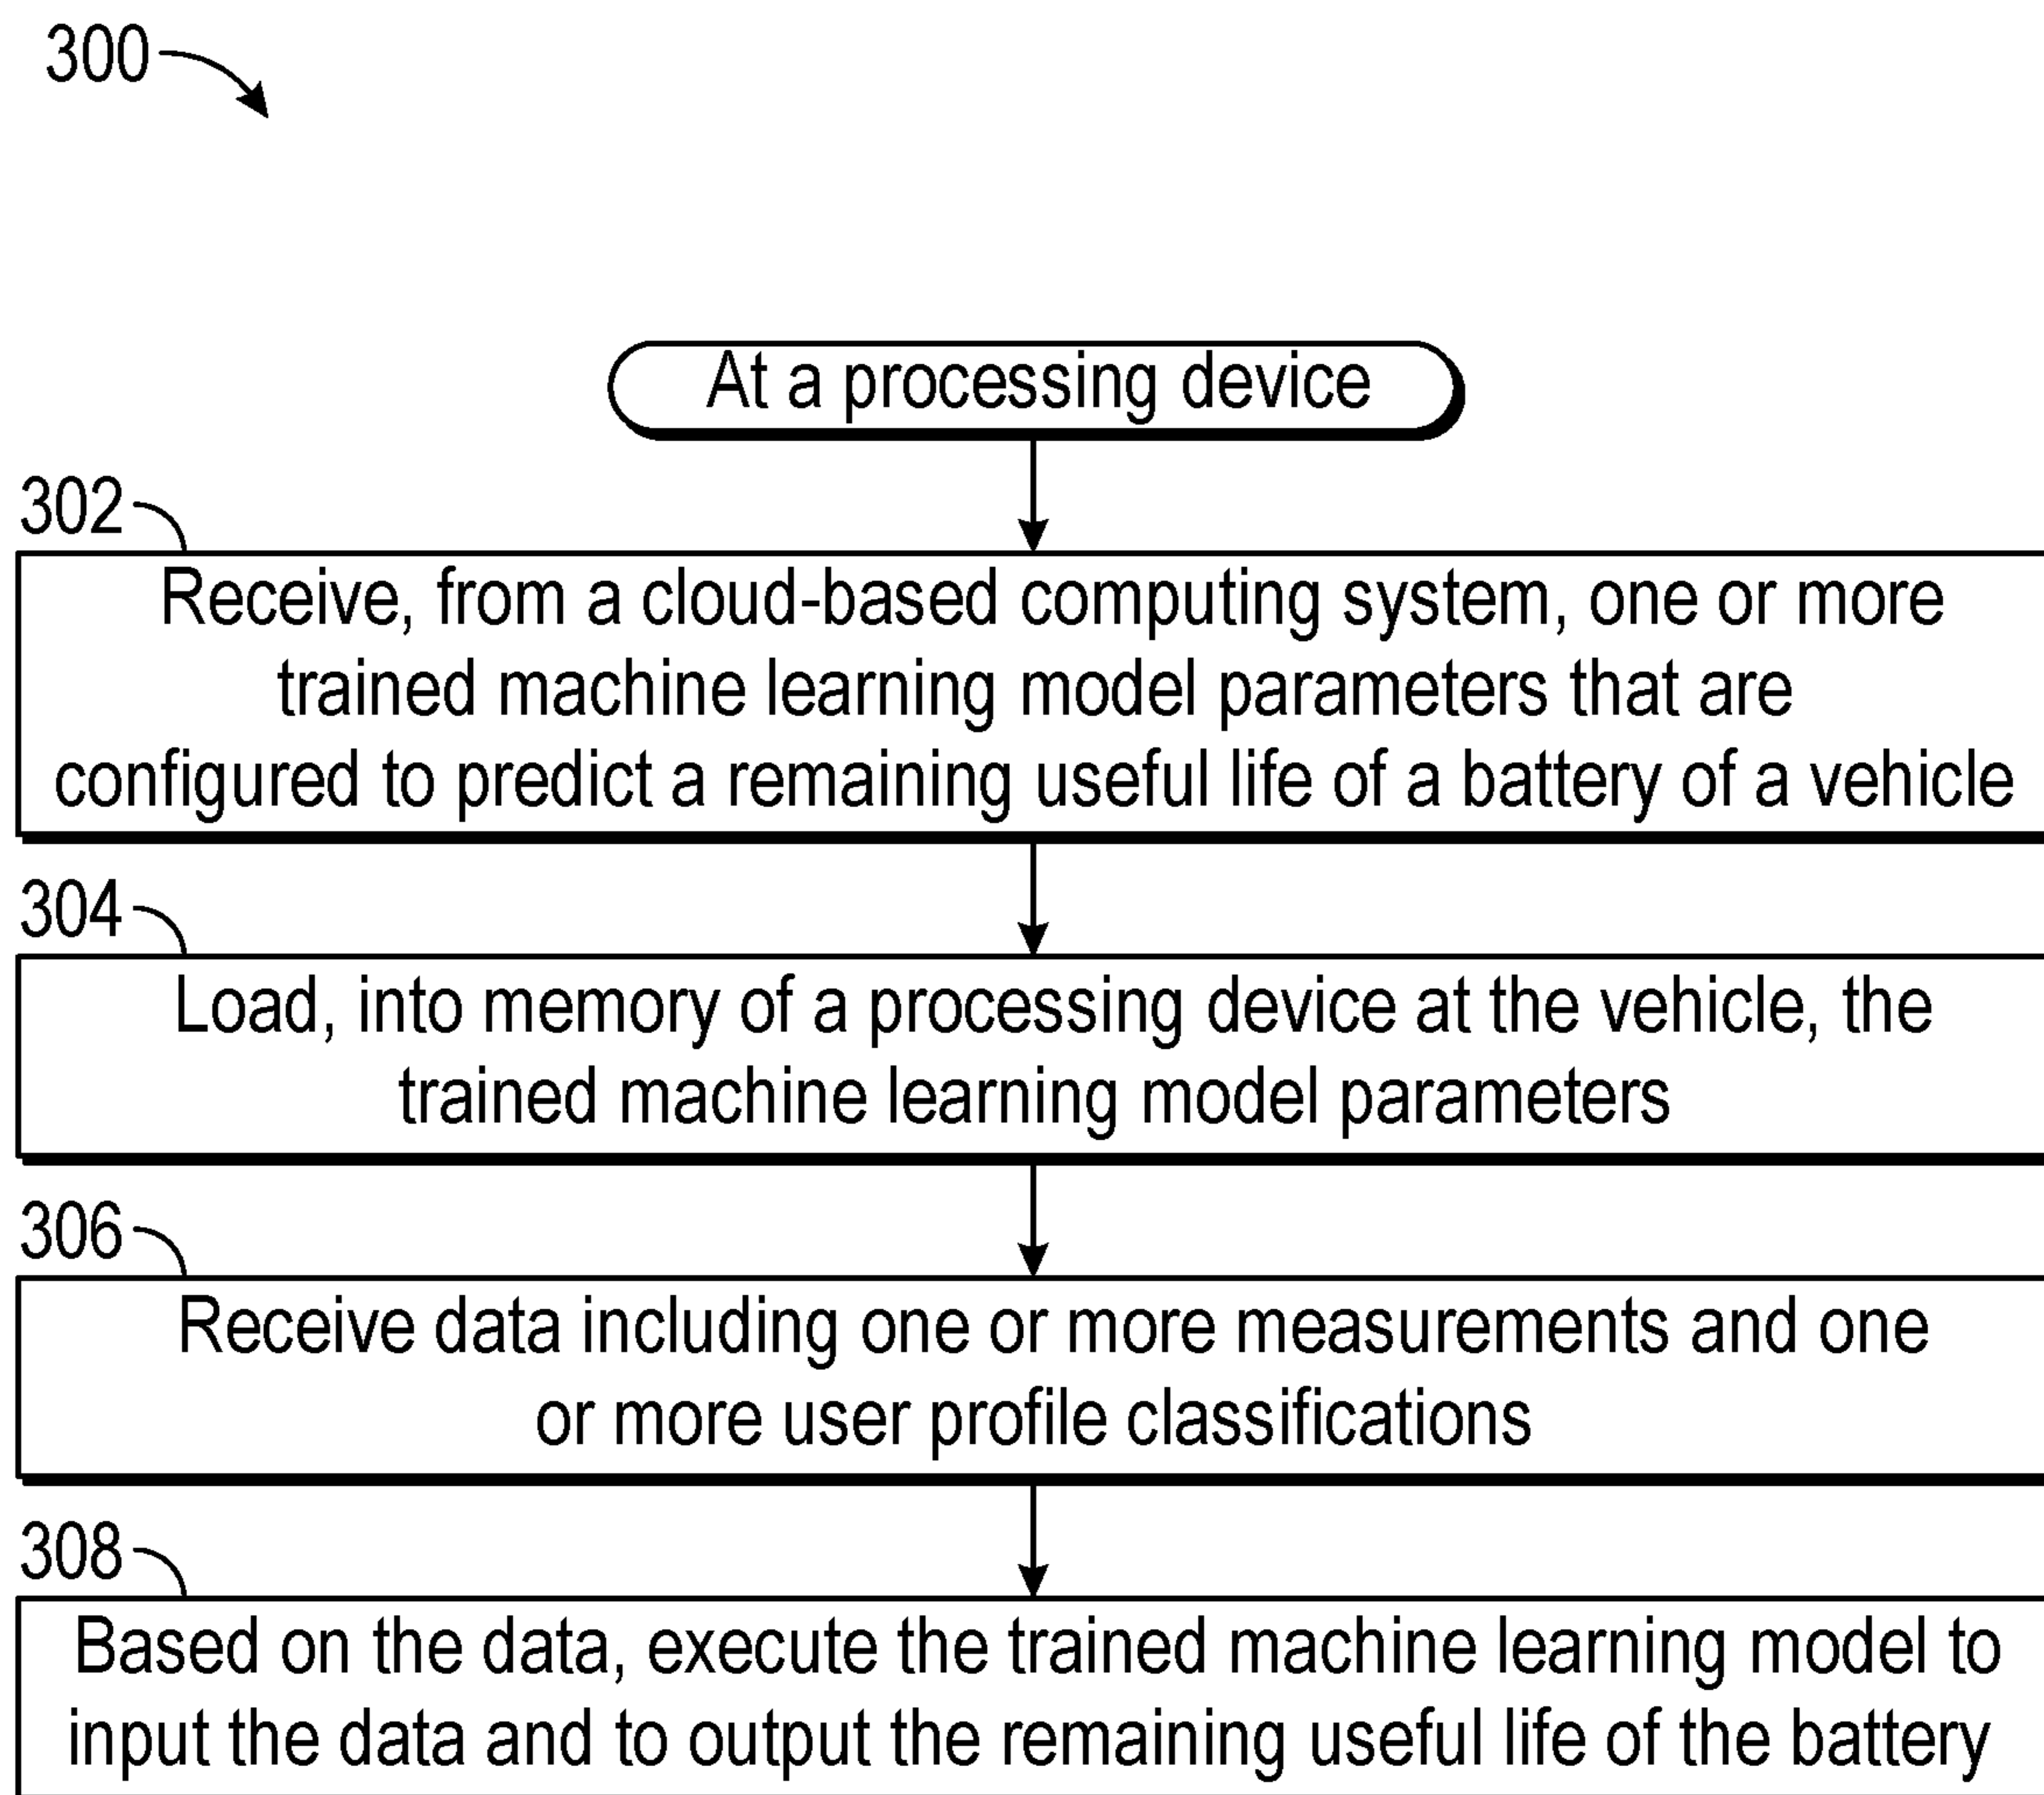 300
At a processing device
302
Receive, from a cloud-based computing system, one or more
trained machine learning model parameters that are
configured to predict a remaining useful life of a battery of a vehicle
304
Load, into memory of a processing device at the vehicle, the
trained machine learning model parameters
306
Receive data including one or more measurements and one
or more user profile classifications
308
Based on the data, execute the trained machine learning model to
input the data and to output the remaining useful life of the battery